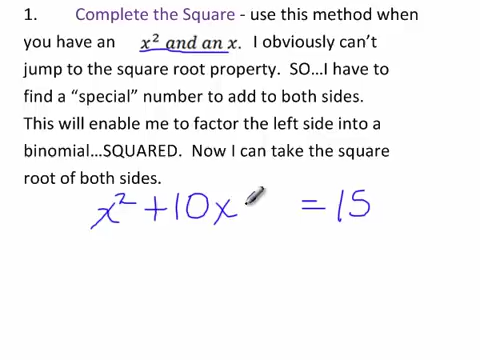 1. Complete the Square - use this method when
you have an x² and an x. I obviously can't
jump to the square root property. SO...I have to
find a "special" number to add to both sides.
This will enable me to factor the left side into a
binomial...SQUARED. Now I can take the square
root of both sides.
x² + 10x = 15